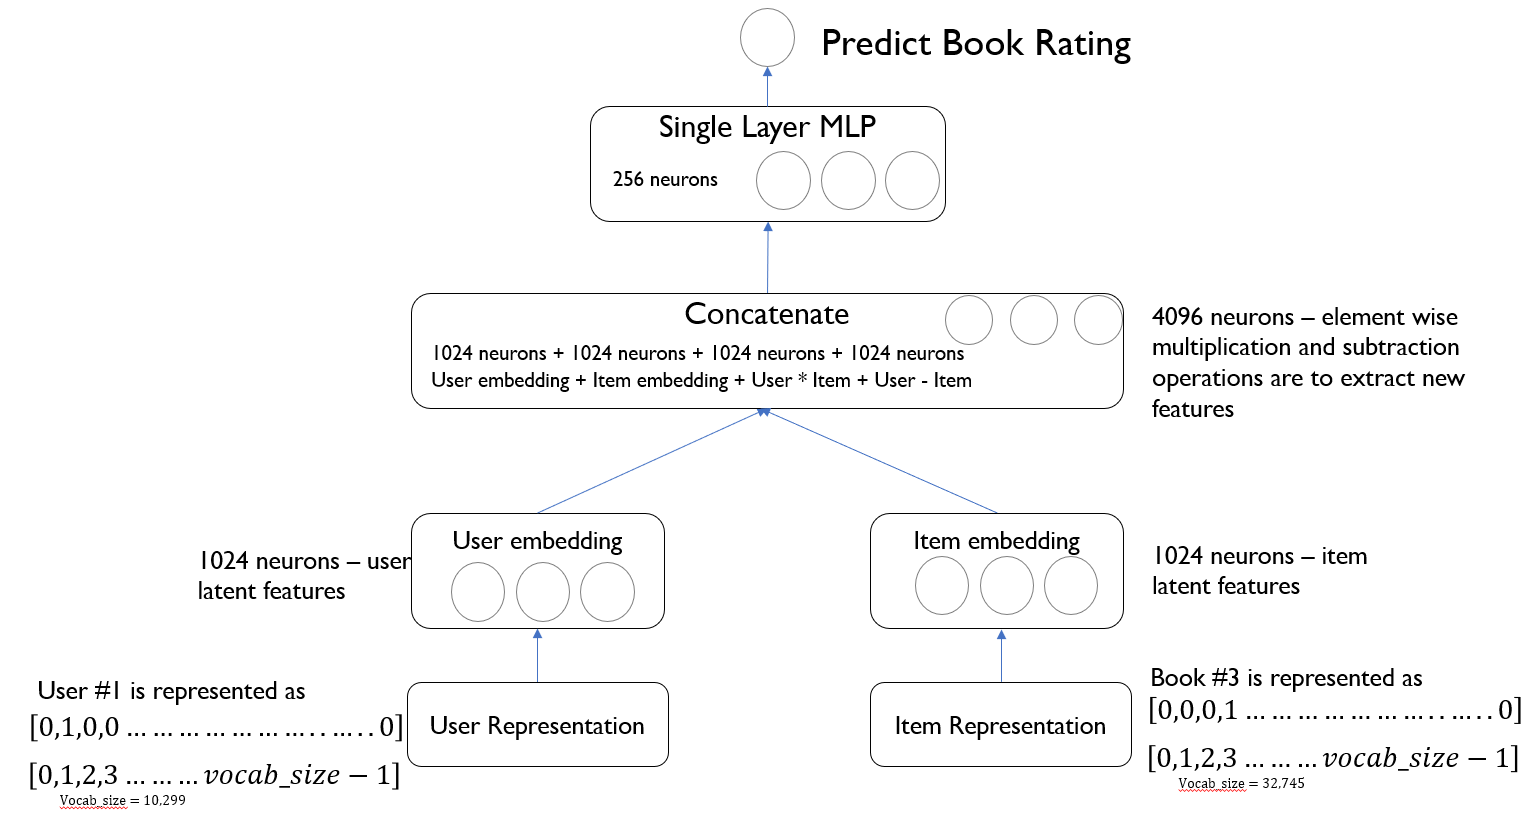 Predict Book Rating
Single Layer MLP
256 neurons
Concatenate
1024 neurons + 1024 neurons + 1024 neurons + 1024 neurons
User embedding + Item embedding + User * Item + User - Item
4096 neurons – element wise
multiplication and subtraction
operations are to extract new
features
1024 neurons – user
latent features
User embedding
Item embedding
1024 neurons – item
latent features
User #1 is represented as
[0,1,0,0 … … … … … … … . . … . . 0]
[0,1,2,3 … … … vocab_size − 1]
Vocab_size = 10,299
User Representation
Item Representation
Book #3 is represented as
[0,0,0,1 … … … … … … … . . … . . 0]
[0,1,2,3 … … … vocab_size − 1]
Vocab_size = 32,745